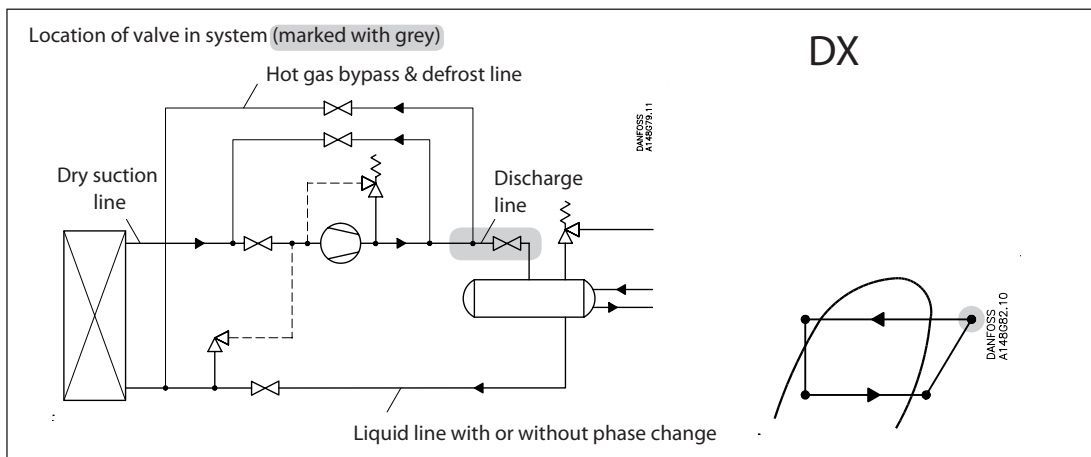 Location of valve in system (marked with grey)
DX
Hot gas bypass & defrost line
DANFOSS
A148G79.11
Dry suction
line
Discharge
line
DANFOSS
A148G82.10
Liquid line with or without phase change